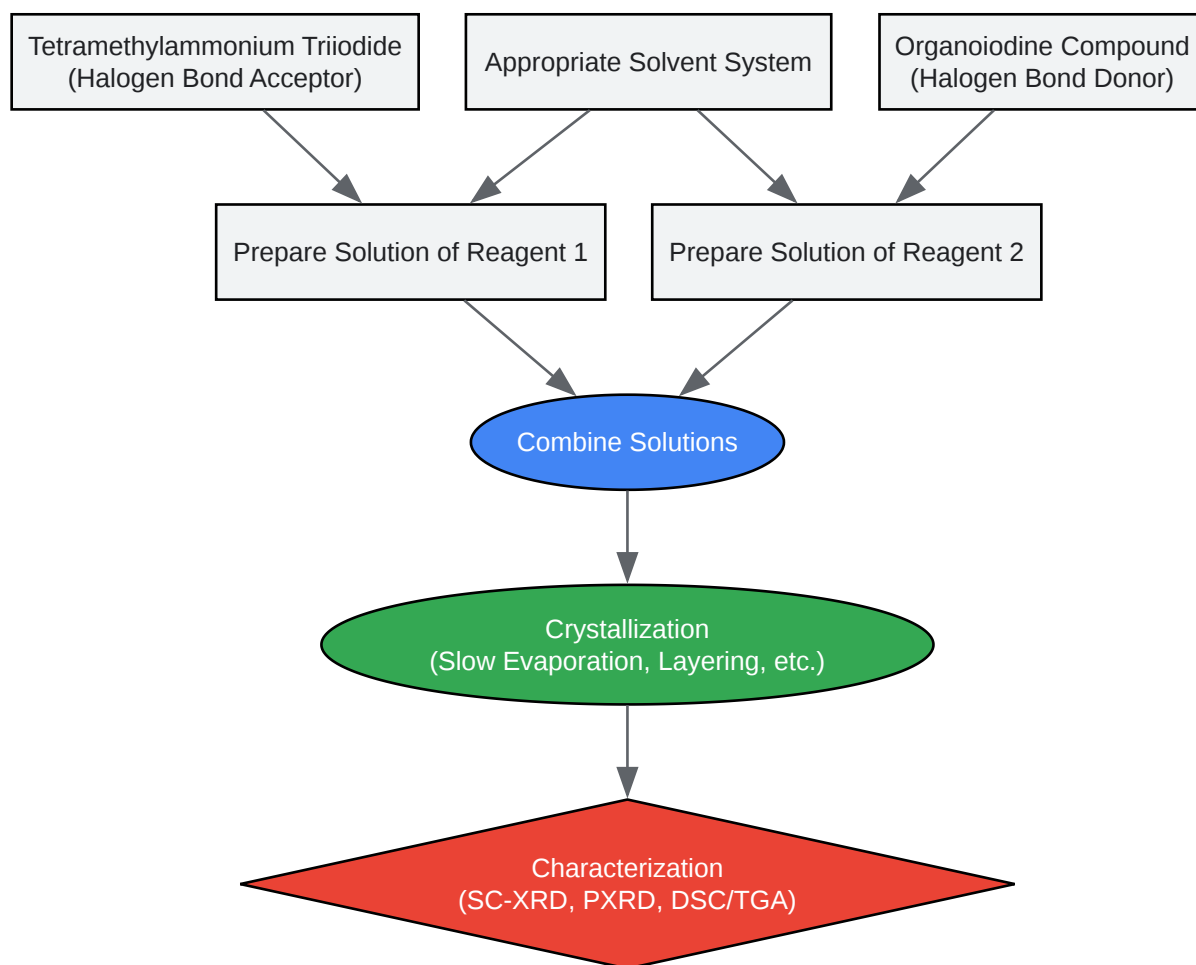 Tetramethylammonium Triiodide
(Halogen Bond Acceptor)
Appropriate Solvent System
Organoiodine Compound
(Halogen Bond Donor)
Prepare Solution of Reagent 1
Prepare Solution of Reagent 2
Combine Solutions
Crystallization
(Slow Evaporation, Layering, etc.)
Characterization
(SC-XRD, PXRD, DSC/TGA)